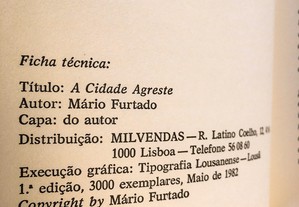 Ficha técnica:
Título: A Cidade Agreste
Autor: Mário Furtado
Capa: do autor
Distribuição: MILVENDAS — R. Latino Coelho, 12,
1000 Lisboa — Telefone 56 08 60
Execução gráfica: Tipografia Lousanense — Lousã
1.ª edição, 3000 exemplares, Maio de 1982
Copyright by Mário Furtado